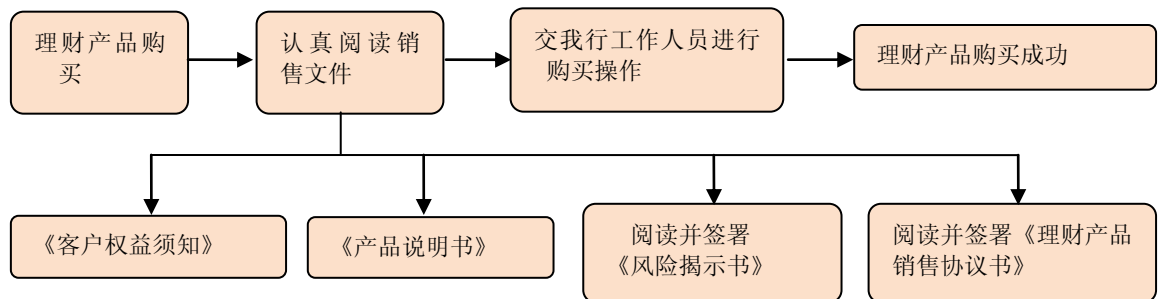 理财产品购
买
认真阅读销
售文件
交我行工作人员进行
购买操作
理财产品购买成功
《客户权益须知》
《产品说明书》
阅读并签署
《风险揭示书》
阅读并签署《理财产品
销售协议书》